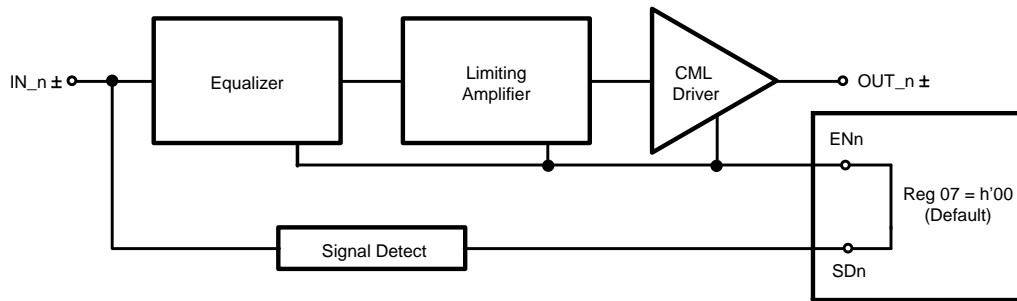 IN_n ±
Equalizer
Limiting
Amplifier
CML
Driver
OUT_n ±
ENn
Reg 07 = h'00
(Default)
Signal Detect
SDn